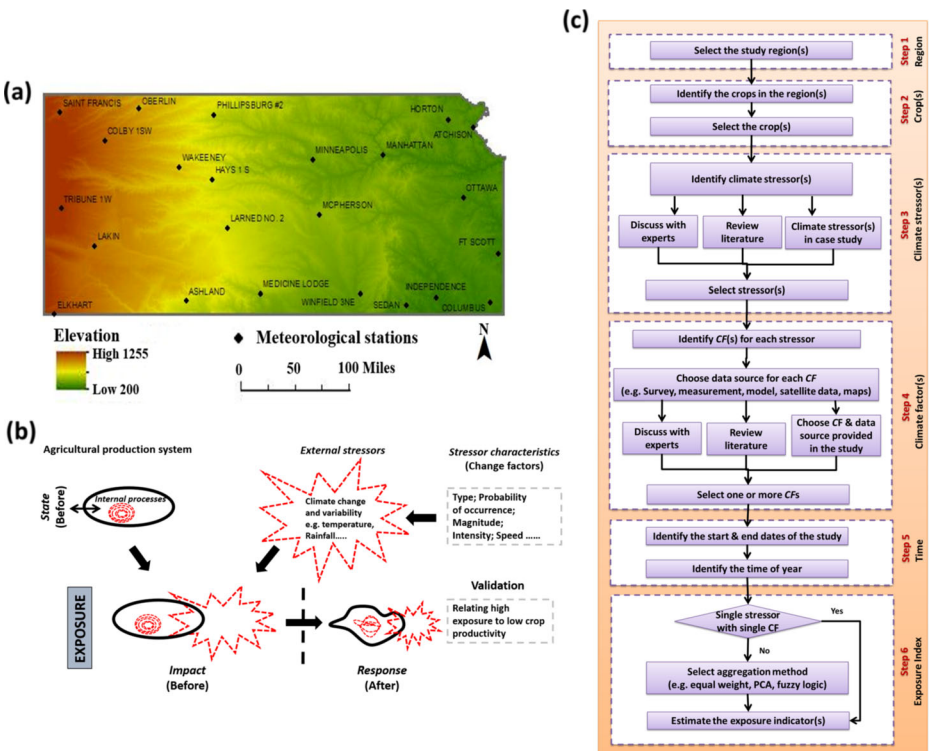 (a)
SAINT FRANCIS
OBERLIN
PHILLIPSBURG #2
HORTON
ATCHISON
COLBY 1SW
WAKEENEY
HAYS 1 S
MINNEAPOLIS
MANHATTAN
TRIBUNE 1W
LARNED NO. 2
MCPHERSON
OTTAWA
LAKIN
FT SCOTT
ELKHART
ASHLAND
MEDICINE LODGE
WINFIELD 3NE
SEDAN
INDEPENDENCE
COLUMBUS
Elevation
High 1255
Low 200
Meteorological stations
0 50 100 Miles
N
(b)
Agricultural production system
State
(Before)
Internal processes
External stressors
Climate change
and variability
e.g. temperature,
Rainfall.....
Stressor characteristics
(Change factors)
Type; Probability
of occurrence;
Magnitude;
Intensity; Speed ......
EXPOSURE
Impact
(Before)
Response
(After)
Validation
Relating high
exposure to low crop
productivity
(c)
Select the study region(s)
Step 1
Region
Identify the crops in the region(s)
Select the crop(s)
Step 2
Crop(s)
Identify climate stressor(s)
Discuss with
experts
Review
literature
Climate stressor(s)
in case study
Select stressor(s)
Step 3
Climate stressor(s)
Identify CF(s) for each stressor
Choose data source for each CF
(e.g. Survey, measurement, model, satellite data, maps)
Discuss with
experts
Review
literature
Choose CF & data
source provided
in the study
Select one or more CFs
Step 4
Climate factor(s)
Identify the start & end dates of the study
Identify the time of year
Step 5
Time
Single stressor
with single CF
Yes
No
Select aggregation method
(e.g. equal weight, PCA, fuzzy logic)
Estimate the exposure indicator(s)
Step 6
Exposure Index